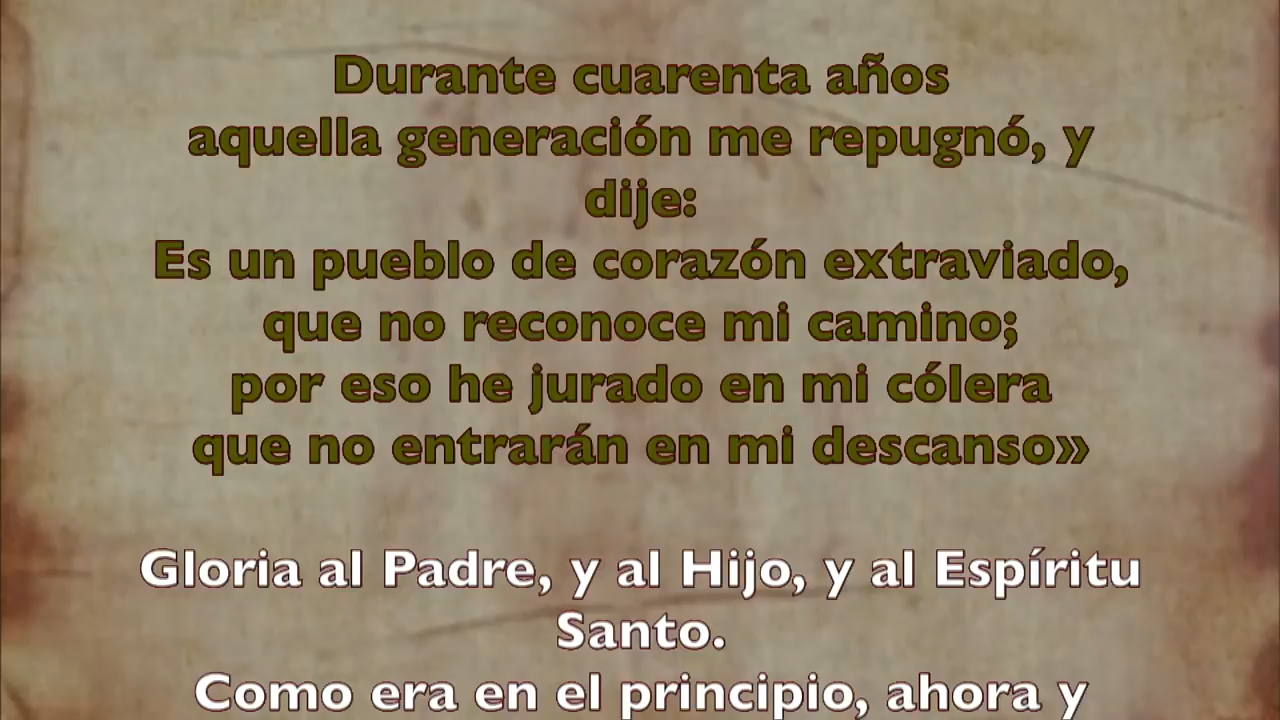 Durante cuarenta años
aquella generación me repugnó, y
dije:
Es un pueblo de corazón extraviado,
que no reconoce mi camino;
por eso he jurado en mi cólera
que no entrarán en mi descanso»
Gloria al Padre, y al Hijo, y al Espíritu
Santo.
Como era en el principio, ahora y